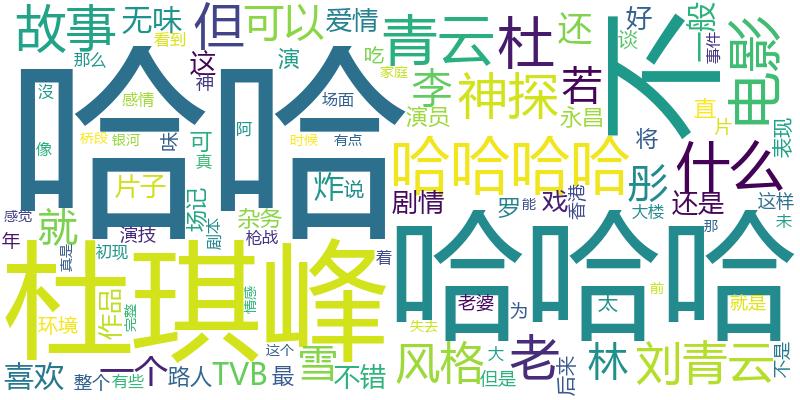 故事
无味
但
可以
爱情
青云
杜
还
好
谈
一般
事件
看到
那么
这
神
演
吃
家庭
哈哈
不
电影
没
像
感情
阿
场面
李
神探
若
演员
永昌
直
片
将
可
真
味
桥段
银河
时候
有点
哈哈哈哈
什么
表现
片子
炸
说
剧情
彤
还是
这样
未
感觉
年
就
演技
场记
剧本
杂务
枪战
罗
能
戏
香港
大楼
那
真是
初现
杜琪峰
着
哈哈哈
老婆
为
太
前
就是
环境
作品
完整
情感
失去
喜欢
整个
有些
一个
路人
TVB
最
雪
这个
不错
风格
大
但是
老
后来
林
刘青云
不是